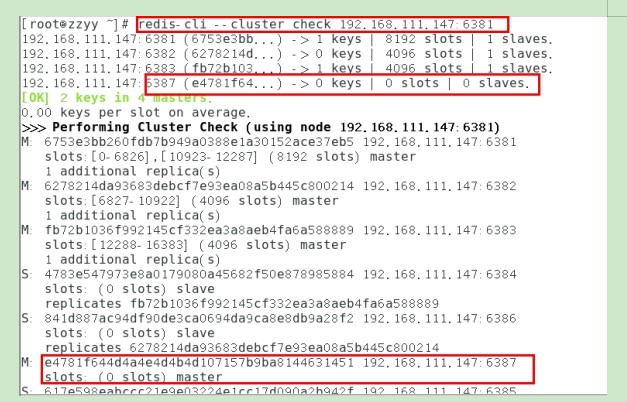 [root@zzyy ~]# redis-cli --cluster check 192.168.111.147:6381
192.168.111.147:6381 (6753e3bb...) -> 1 keys | 8192 slots | 1 slaves.
192.168.111.147:6382 (6278214d...) -> 0 keys | 4096 slots | 1 slaves.
192.168.111.147:6383 (fb72b103...) -> 1 keys | 4096 slots | 1 slaves.
192.168.111.147:6387 (e4781f64...) -> 0 keys | 0 slots | 0 slaves.
[OK] 2 keys in 4 masters.
0.00 keys per slot on average.
>>> Performing Cluster Check (using node 192.168.111.147:6381)
M: 6753e3bb260fdb7b949a0388e1a30152ace37eb5 192.168.111.147:6381
slots:[0-6826],[10923-12287] (8192 slots) master
1 additional replica(s)
M: 6278214da93683debcf7e93ea08a5b445c800214 192.168.111.147:6382
slots:[6827-10922] (4096 slots) master
1 additional replica(s)
M: fb72b1036f992145cf332ea3a8aeb4fa6a588889 192.168.111.147:6383
slots:[12288-16383] (4096 slots) master
1 additional replica(s)
S: 4783e547973e8a0179080a45682f50e878985884 192.168.111.147:6384
slots: (0 slots) slave
replicates fb72b1036f992145cf332ea3a8aeb4fa6a588889
S: 841d887ac94df90de3ca0694da9ca8e8db9a28f2 192.168.111.147:6386
slots: (0 slots) slave
replicates 6278214da93683debcf7e93ea08a5b445c800214
M: e4781f644d4a4e4d4b4d107157b9ba8144631451 192.168.111.147:6387
slots: (0 slots) master
S: 617e598eabccc21e9e03224e1cc17d090a2b942f 192.168.111.147:6385